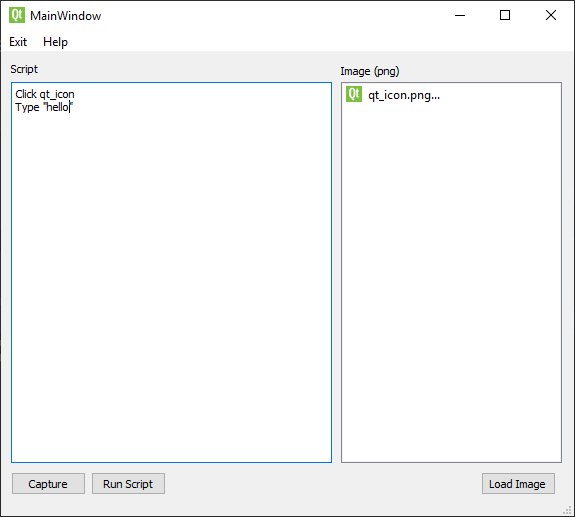 Qt MainWindow
Exit Help
Script
Image (png)
Click qt_icon
Type "hello"
Qt qt_icon.png...
Capture Run Script Load Image